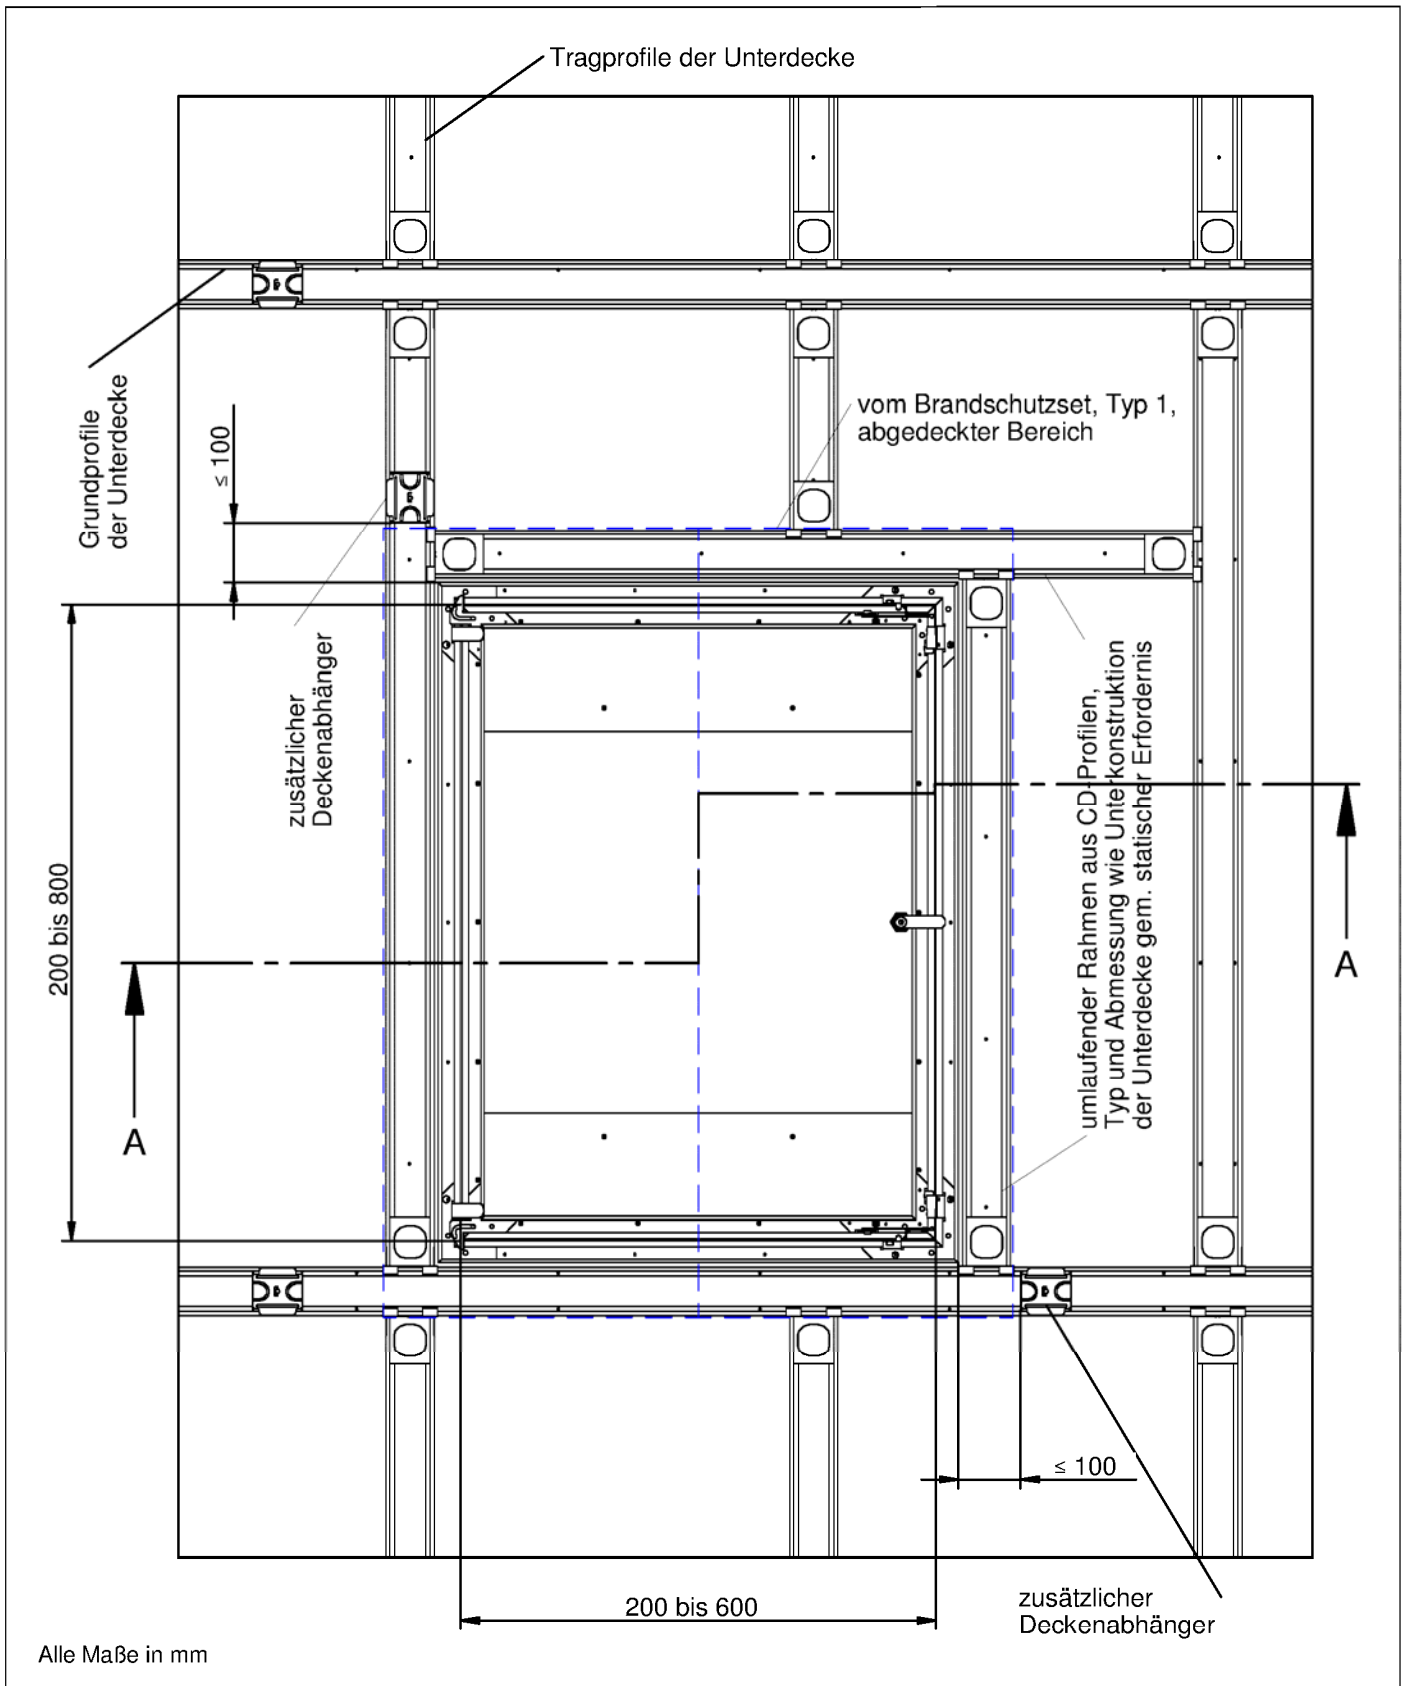 Tragprofile der Unterdecke
Grundprofile
der Unterdecke
≤ 100
vom Brandschutzset, Typ 1,
abgedeckter Bereich
zusätzlicher
Deckenabhänger
umlaufender Rahmen aus CD-Profilen,
Typ und Abmessung wie Unterkonstruktion
der Unterdecke gem. statischer Erfordernis
200 bis 800
A
A
≤ 100
200 bis 600
zusätzlicher
Deckenabhänger
Alle Maße in mm